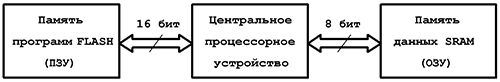 Память
программ FLASH
(ПЗУ)
16 бит
Центральное
процессорное
устройство
8 бит
Память
данных SRAM
(ОЗУ)